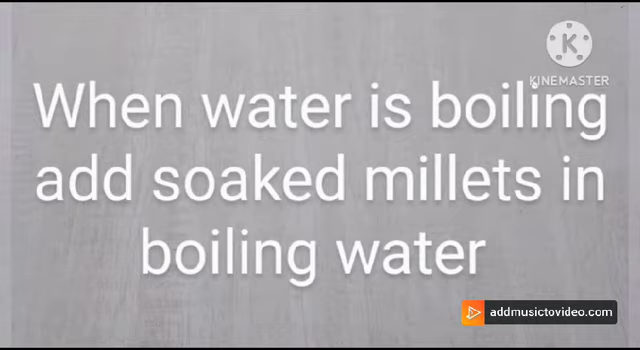 KINEMASTER
When water is boiling
add soaked millets in
boiling water
addmusictovideo.com